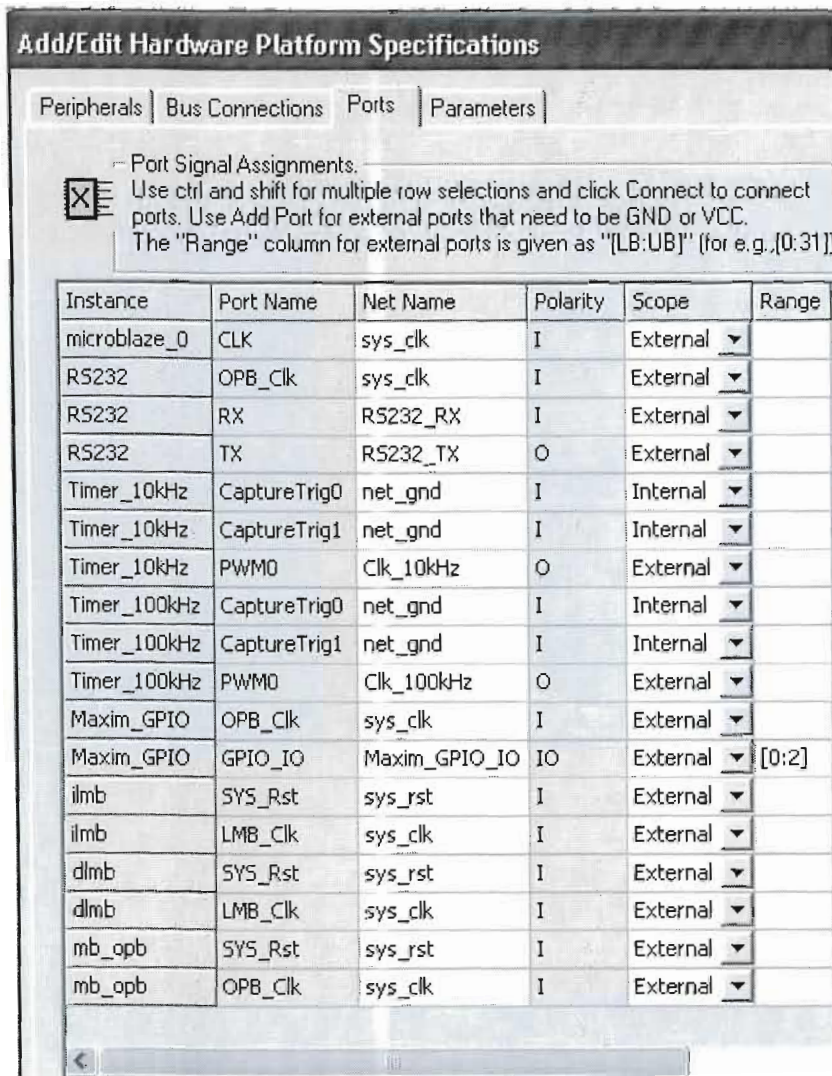 Add/Edit Hardware Platform Specifications
Peripherals Bus Connections Ports Parameters
Port Signal Assignments.
Use ctrl and shift for multiple row selections and click Connect to connect
ports. Use Add Port for external ports that need to be GND or VCC.
The "Range" column for external ports is given as "[LB:UB]" (for e.g.,[0:31])
Instance Port Name Net Name Polarity Scope Range
microblaze_0 CLK sys_clk I External
RS232 OPB_Clk sys_clk I External
RS232 RX RS232_RX I External
RS232 TX RS232_TX O External
Timer_10kHz CaptureTrig0 net_gnd I Internal
Timer_10kHz CaptureTrig1 net_gnd I Internal
Timer_10kHz PWM0 Clk_10kHz O External
Timer_100kHz CaptureTrig0 net_gnd I Internal
Timer_100kHz CaptureTrig1 net_gnd I Internal
Timer_100kHz PWM0 Clk_100kHz O External
Maxim_GPIO OPB_Clk sys_clk I External
Maxim_GPIO GPIO_IO Maxim_GPIO_IO IO External [0:2]
ilmb SYS_Rst sys_rst I External
ilmb LMB_Clk sys_clk I External
dlmb SYS_Rst sys_rst I External
dlmb LMB_Clk sys_clk I External
mb_opb SYS_Rst sys_rst I External
mb_opb OPB_Clk sys_clk I External